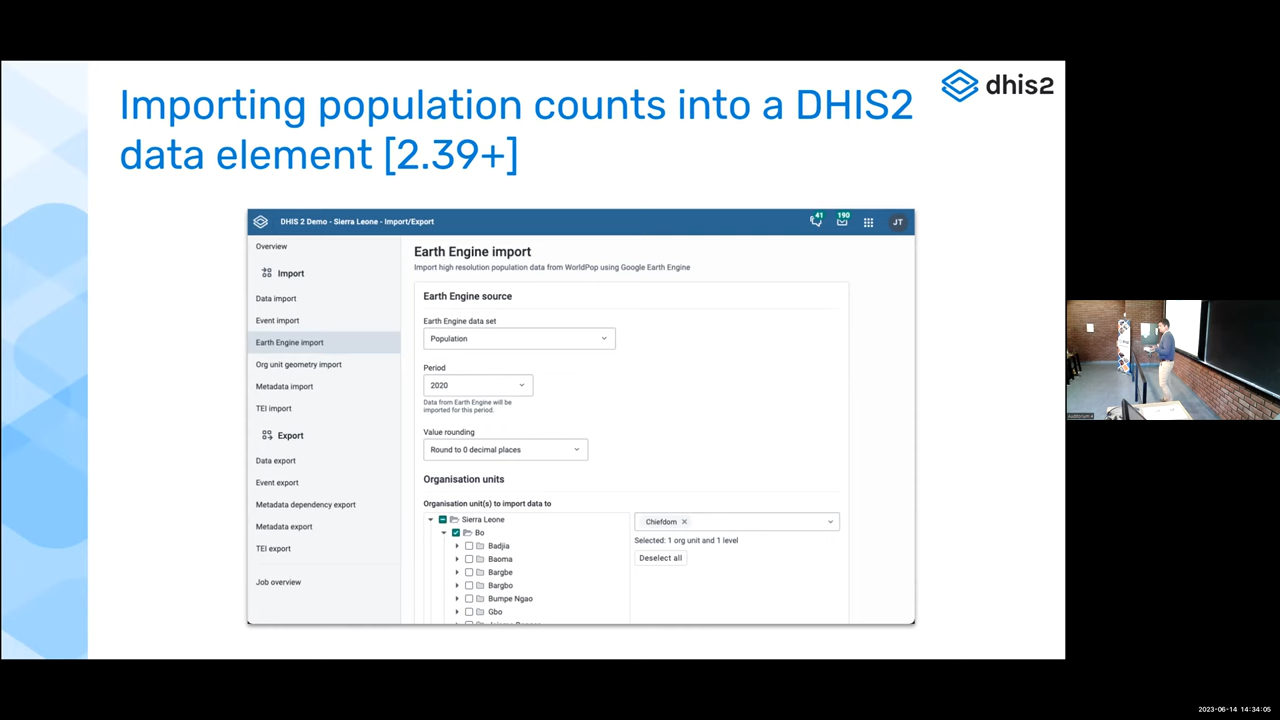 Importing population counts into a DHIS2
data element [2.39+]
dhis2
DHIS 2 Demo - Sierra Leone - Import/Export
41
190
JT
Overview
Import
Data import
Event import
Earth Engine import
Org unit geometry import
Metadata import
TEI import
Export
Data export
Event export
Metadata dependency export
Metadata export
TEI export
Job overview
Earth Engine import
Import high resolution population data from WorldPop using Google Earth Engine
Earth Engine source
Earth Engine data set
Population
Period
2020
Data from Earth Engine will be
imported for this period.
Value rounding
Round to 0 decimal places
Organisation units
Organisation unit(s) to import data to
Sierra Leone
Bo
Badjia
Baoma
Bargbe
Bargbo
Bumpe Ngao
Gbo
Chiefdom
Selected: 1 org unit and 1 level
Deselect all
2023-06-14 14:34:05